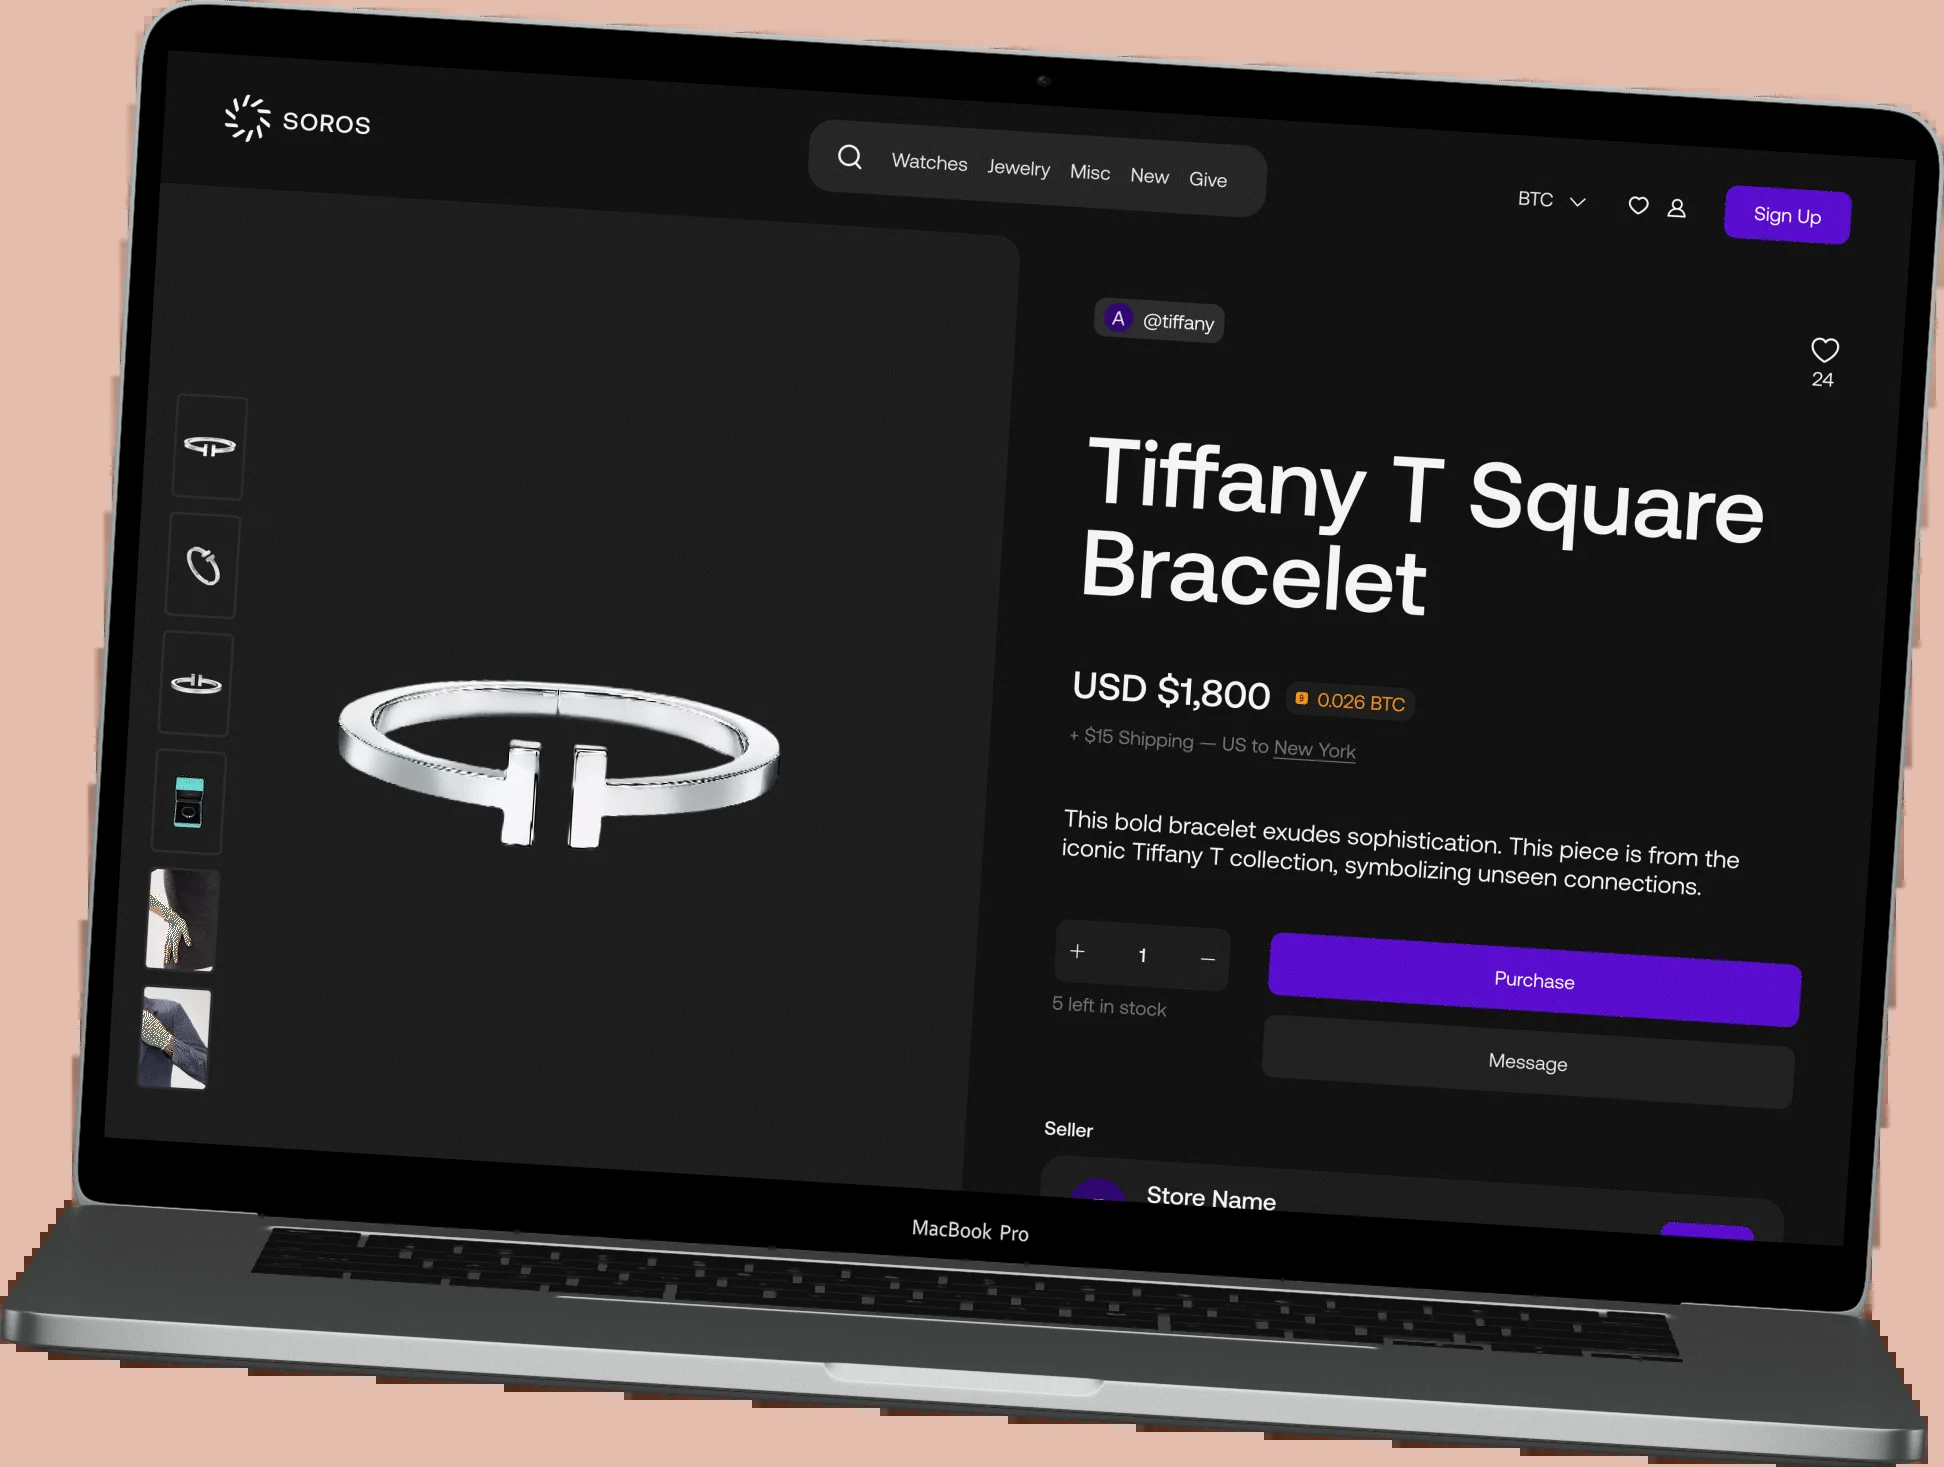 SOROS
Watches Jewelry Misc New Give
BTC
Sign Up
A @tiffany
24
Tiffany T Square
Bracelet
USD $1,800 0.026 BTC
+ $15 Shipping — US to New York
This bold bracelet exudes sophistication. This piece is from the
iconic Tiffany T collection, symbolizing unseen connections.
+ 1 −
5 left in stock
Purchase
Message
Seller
Store Name
MacBook Pro